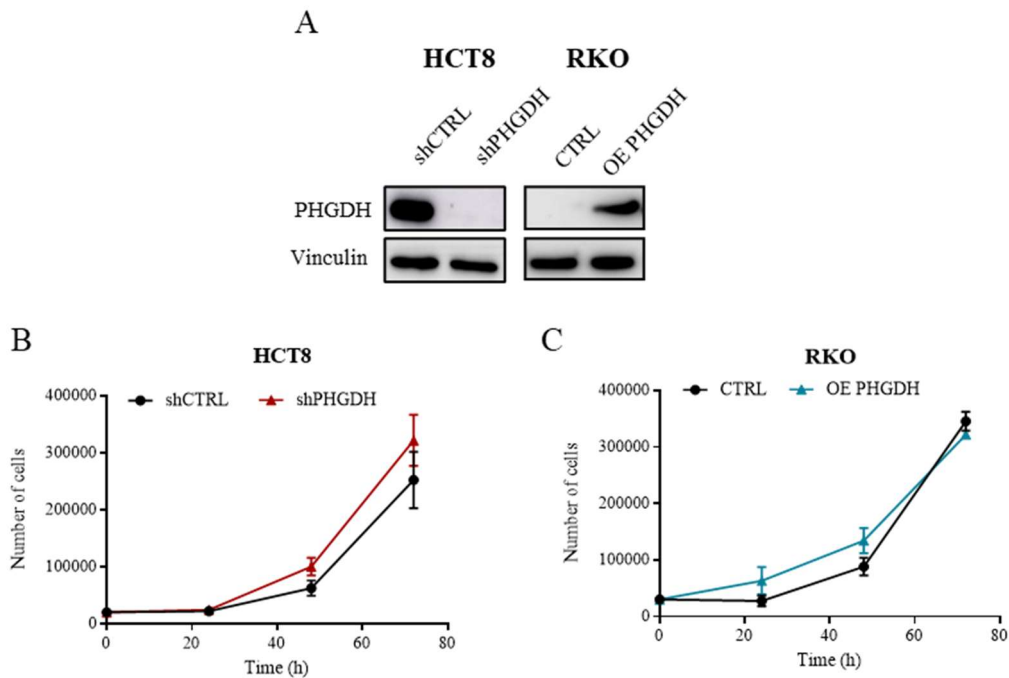 A
HCT8 RKO
shCTRL shPHGDH CTRL OE PHGDH
PHGDH
Vinculin
B
HCT8
shCTRL shPHGDH
400000
300000
200000
100000
0
0 20 40 60 80
Number of cells
Time (h)
C
RKO
CTRL OE PHGDH
400000
300000
200000
100000
0
0 20 40 60 80
Number of cells
Time (h)